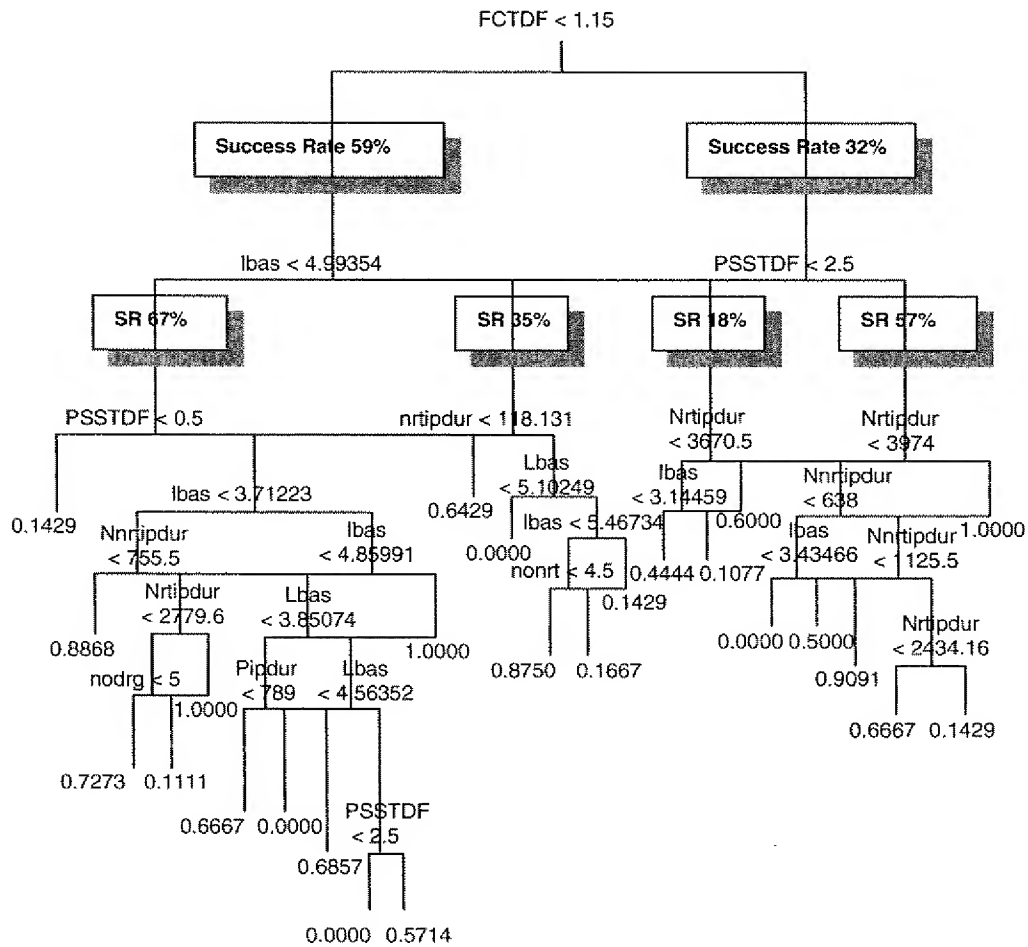 FCTDF < 1.15
Success Rate 59%
Success Rate 32%
lbas < 4.99354
PSSTDF < 2.5
SR 67%
SR 35%
SR 18%
SR 57%
PSSTDF < 0.5
nrtipdur < 118.131
Nrtipdur
< 3670.5
Nrtipdur
< 3974
Lbas
< 5.10249
lbas
< 3.14459
Nnrtipdur
< 638
0.1429
lbas < 3.71223
0.6429
lbas < 5.46734
0.6000
1.0000
Nnrtipdur
< 755.5
lbas
< 4.85991
0.0000
nonrt < 4.5
0.4444
0.1077
lbas
< 3.43466
Nnrtipdur
< 1125.5
Nrtipdur
< 2779.6
Lbas
< 3.85074
0.1429
0.8868
1.0000
0.8750
0.1667
0.0000
0.5000
Nrtipdur
< 2434.16
nodrg < 5
Pipdur
< 789
Lbas
< 4.56352
0.9091
1.0000
0.6667
0.1429
0.7273
0.1111
0.6667
0.0000
PSSTDF
< 2.5
0.6857
0.0000
0.5714